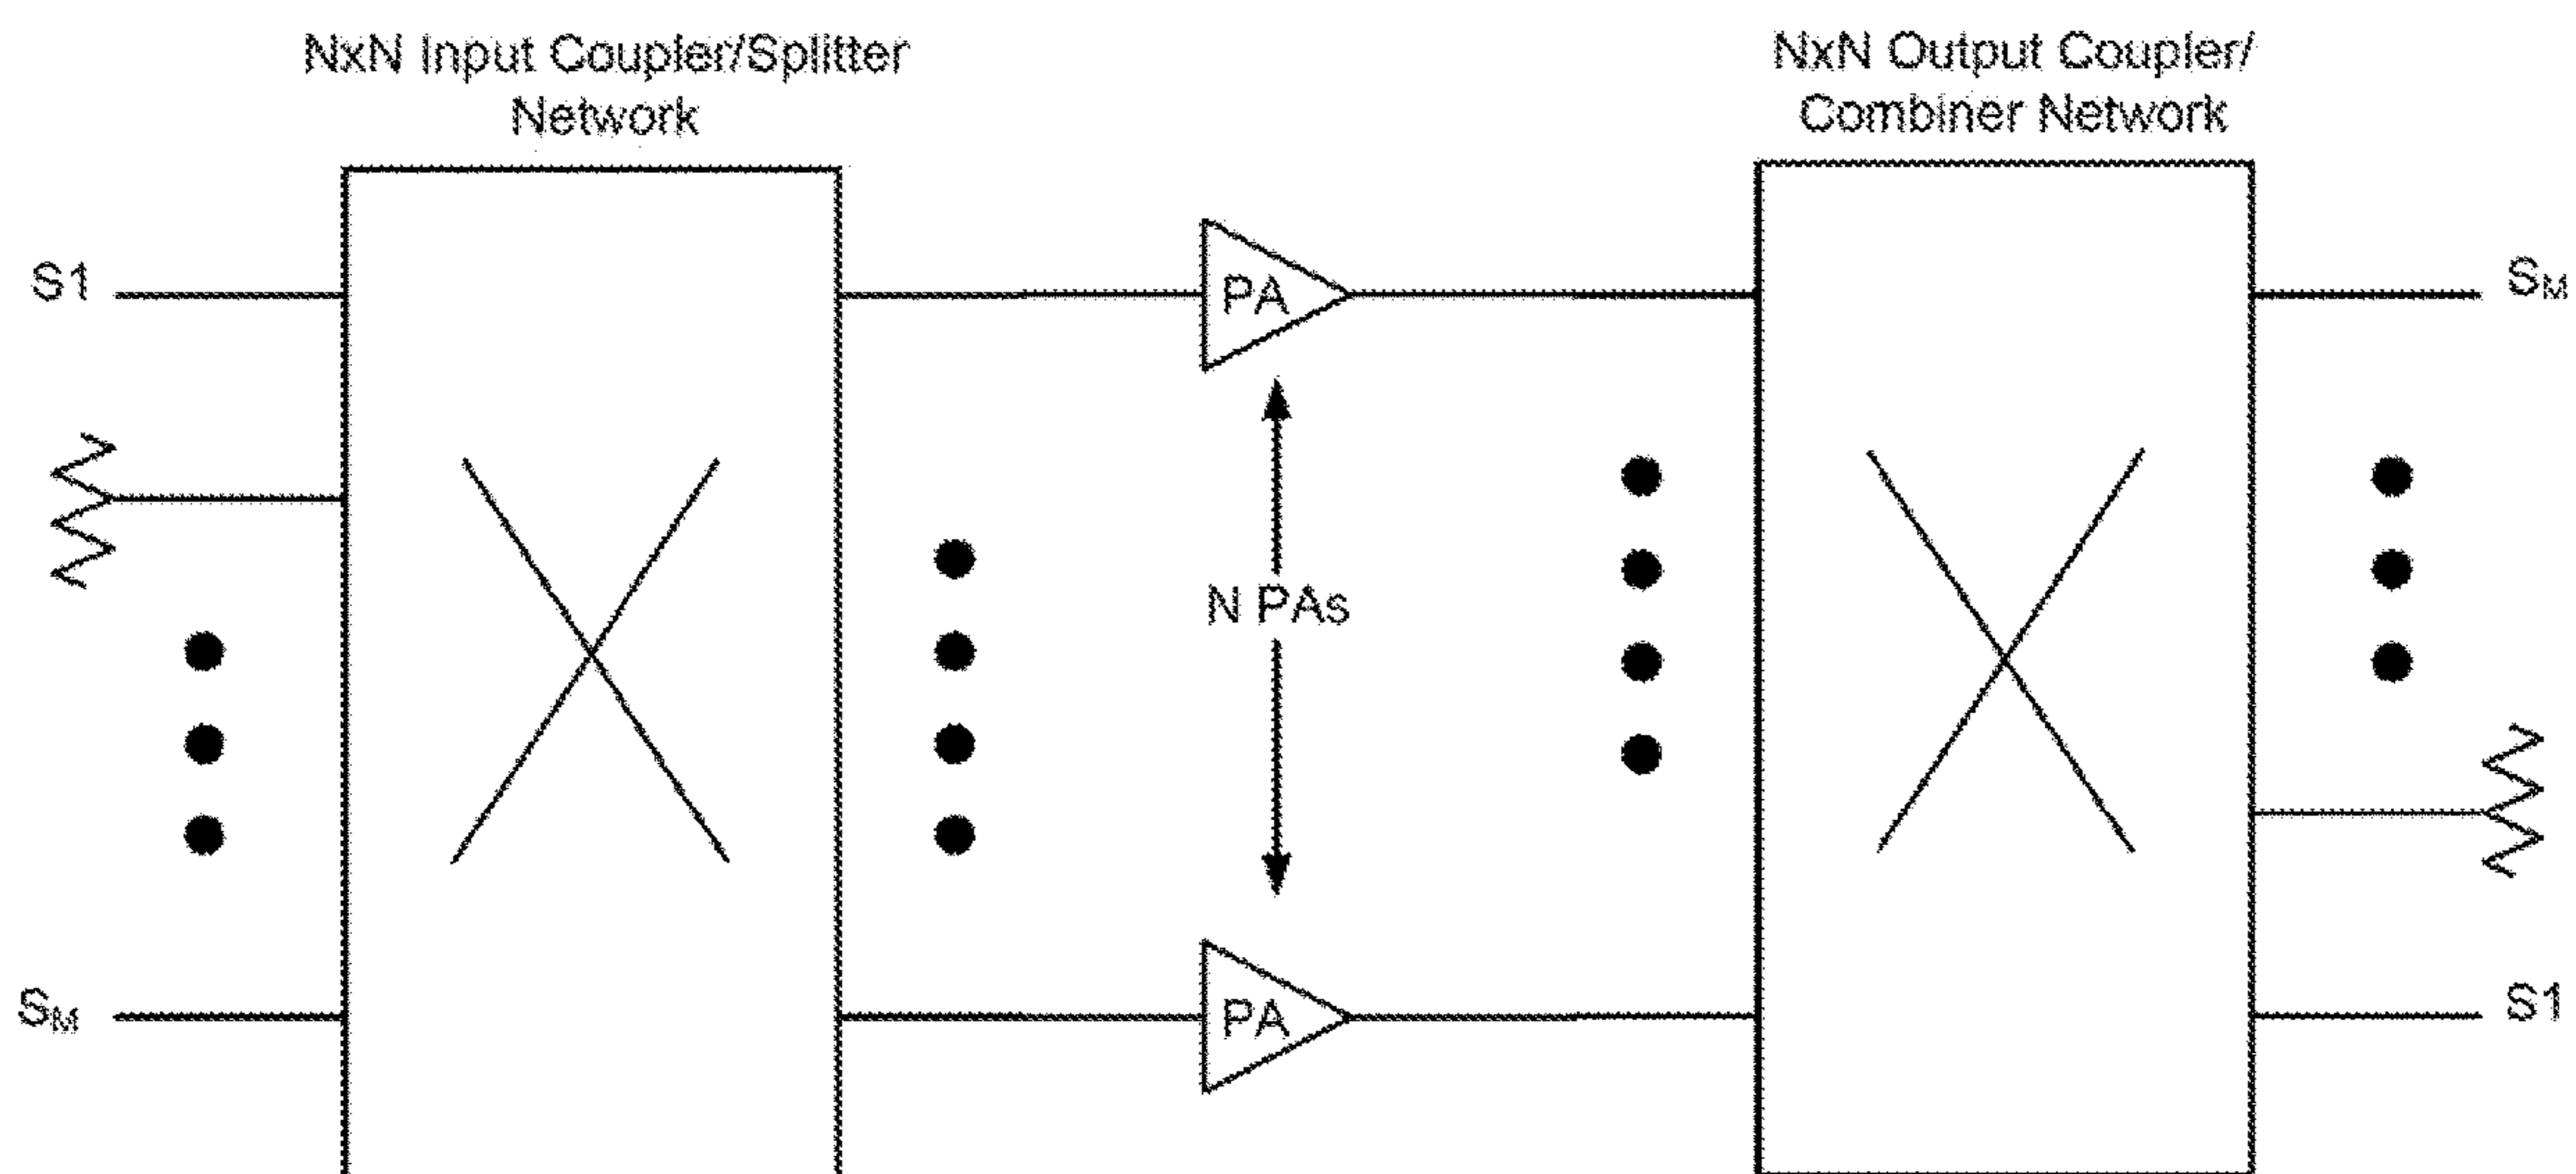 NxN Input Coupler/Splitter
Network
NxN Output Coupler/
Combiner Network
S1
PA
SM
N PAs
SM
PA
S1